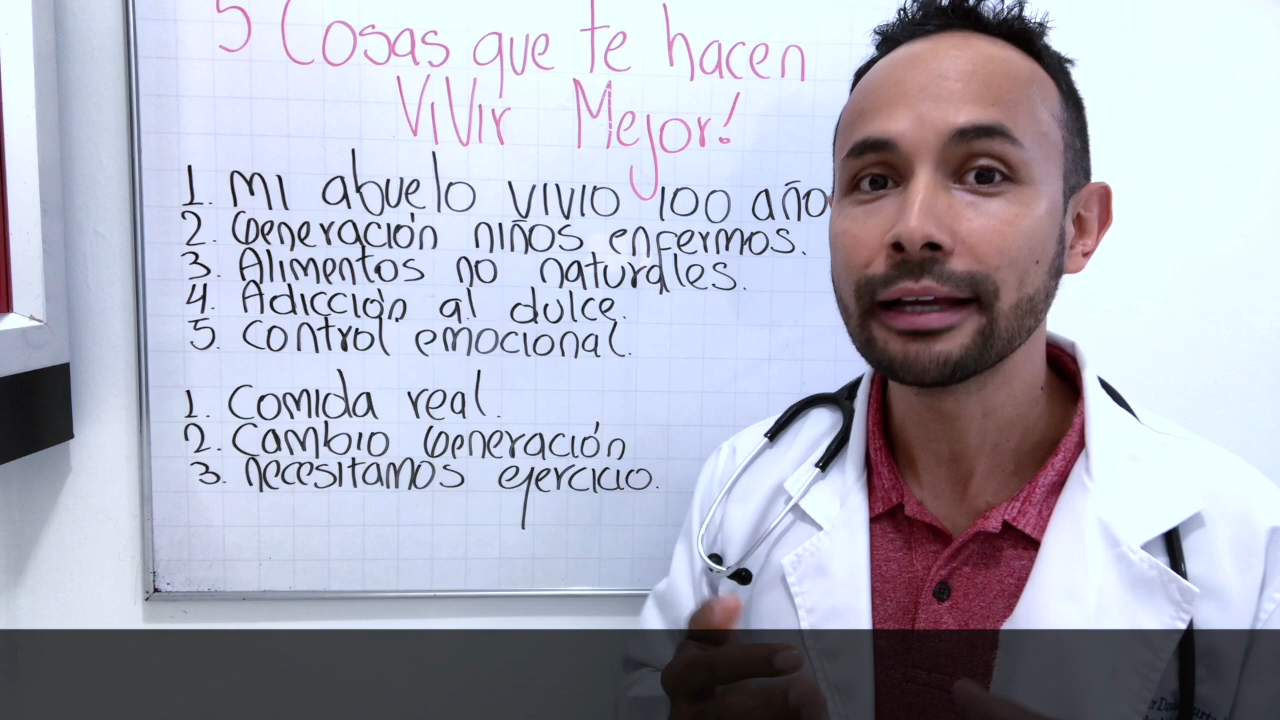 5 Cosas que te hacen
ViVir Mejor!
1. Mi abuelo VIVIO 100 año
2. Generación niños enfermos.
3. Alimentos no naturales.
4. Adicción al dulce.
5. Control emocional.
1. Comida real.
2. Cambio Generación
3. Necesitamos ejercicio.